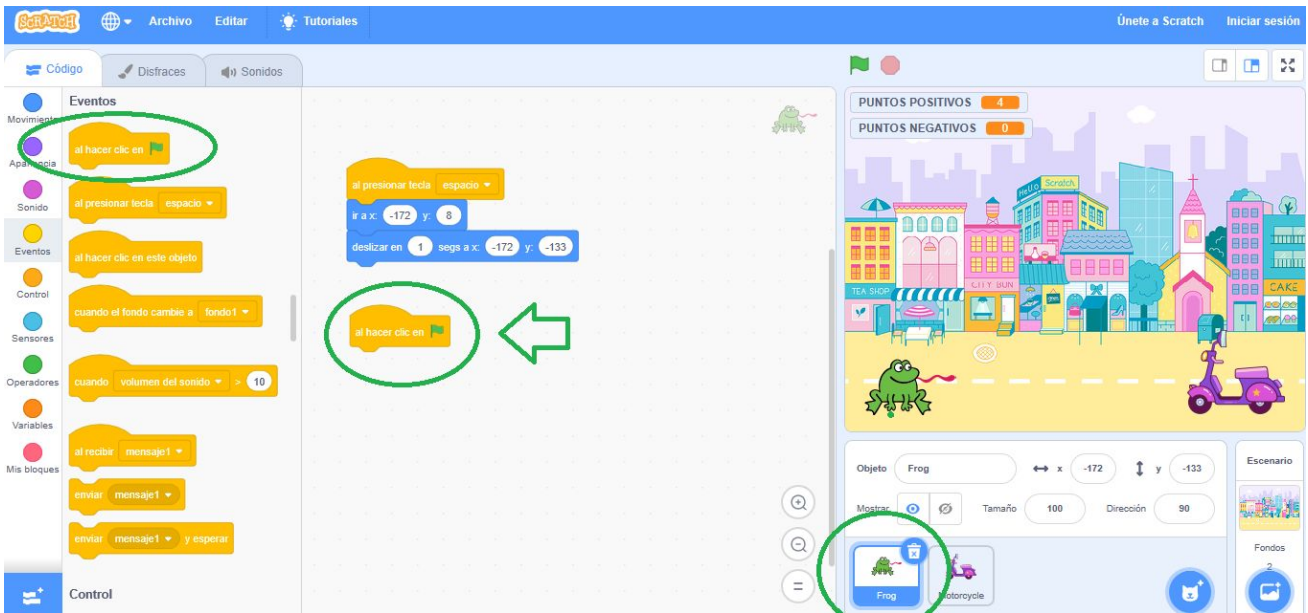 SCRATCH
Archivo
Editar
Tutoriales
Únete a Scratch
Iniciar sesión
Código
Disfraces
Sonidos
Movimiento
Apariencia
Sonido
Eventos
Control
Sensores
Operadores
Variables
Mis bloques
Eventos
al hacer clic en
al presionar tecla espacio
al hacer clic en este objeto
cuando el fondo cambie a fondo1
cuando volumen del sonido > 10
al recibir mensaje1
enviar mensaje1
enviar mensaje1 y esperar
Control
al presionar tecla espacio
ir a x: -172 y: 8
deslizar en 1 segs a x: -172 y: -133
al hacer clic en
PUNTOS POSITIVOS 4
PUNTOS NEGATIVOS 0
Hello Scratch
TEA SHOP
CITY BUN
CAKE
Objeto Frog x -172 y -133
Mostrar Tamaño 100 Dirección 90
Frog
Motorcycle
Escenario
Fondos
2